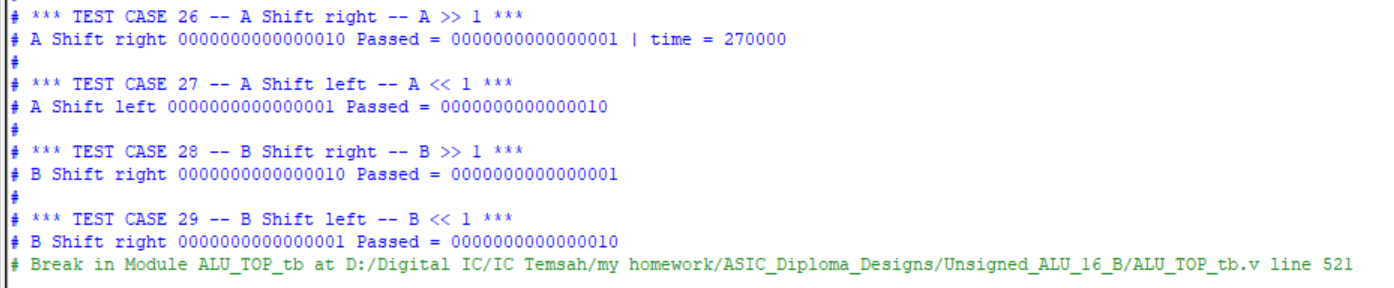 # *** TEST CASE 26 -- A Shift right -- A >> 1 ***
# A Shift right 0000000000000010 Passed = 0000000000000001 | time = 270000
#
# *** TEST CASE 27 -- A Shift left -- A << 1 ***
# A Shift left 0000000000000001 Passed = 0000000000000010
#
# *** TEST CASE 28 -- B Shift right -- B >> 1 ***
# B Shift right 0000000000000010 Passed = 0000000000000001
#
# *** TEST CASE 29 -- B Shift left -- B << 1 ***
# B Shift right 0000000000000001 Passed = 0000000000000010
# Break in Module ALU_TOP_tb at D:/Digital IC/IC Temsah/my homework/ASIC_Diploma_Designs/Unsigned_ALU_16_B/ALU_TOP_tb.v line 521